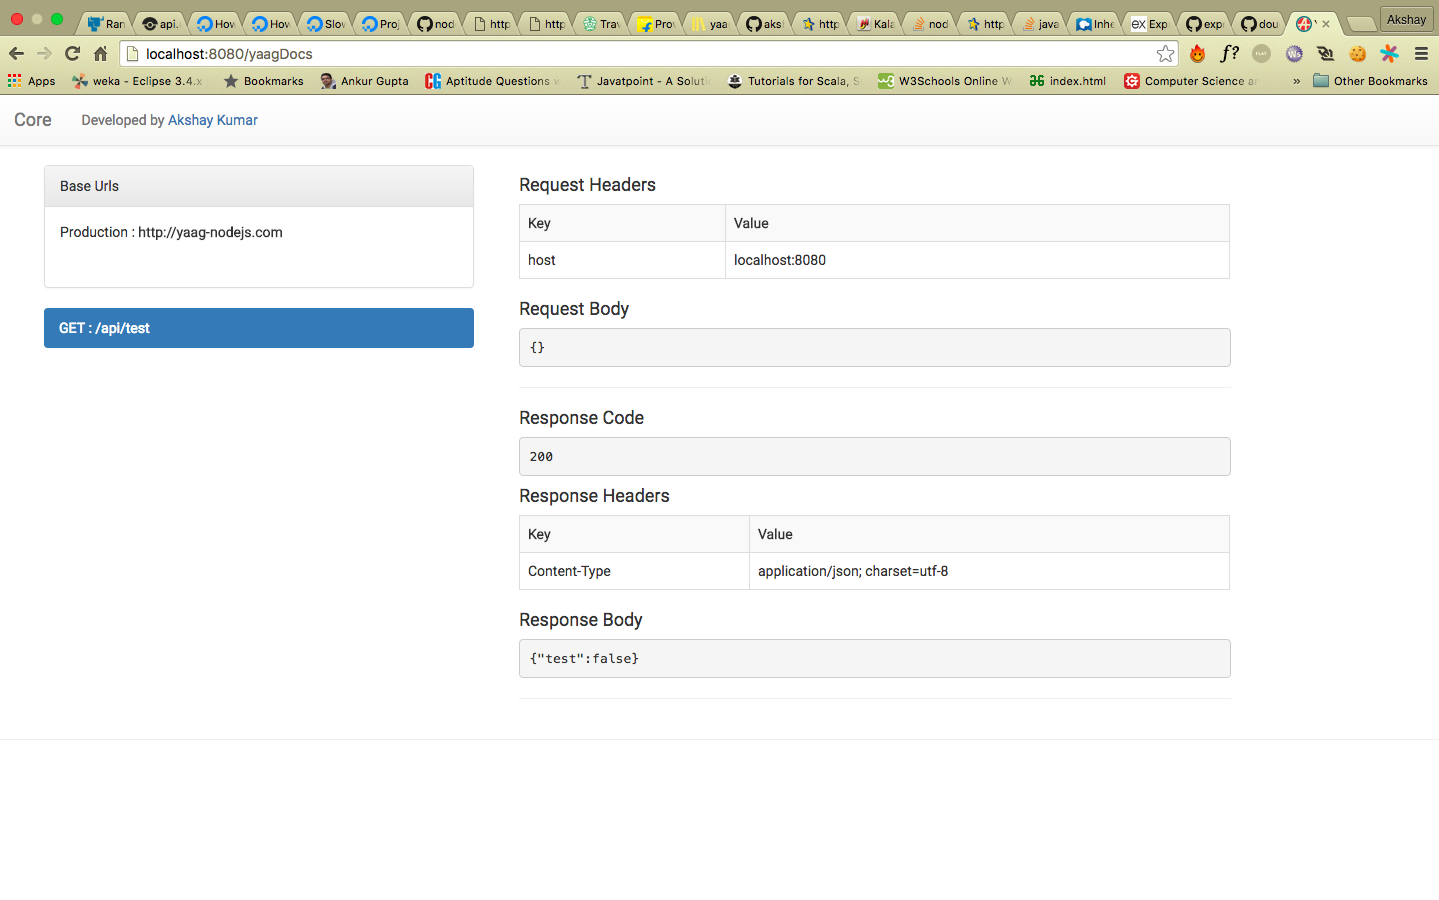 Ran
api.
Hov
Hov
Slov
Proj
nod
http
http
Trav
Prov
yaa
aksh
http
Kala
nod
http
java
Inhe
Exp
expr
dou
Akshay
localhost:8080/yaagDocs
f?
Apps
weka - Eclipse 3.4.x
Bookmarks
Ankur Gupta
Aptitude Questions
Javatpoint - A Soluti
Tutorials for Scala, S
W3Schools Online W
index.html
Computer Science a
»
Other Bookmarks
Core
Developed by Akshay Kumar
Base Urls
Production : http://yaag-nodejs.com
GET : /api/test
Request Headers
Key Value
host localhost:8080
Request Body
{}
Response Code
200
Response Headers
Key Value
Content-Type application/json; charset=utf-8
Response Body
{"test":false}